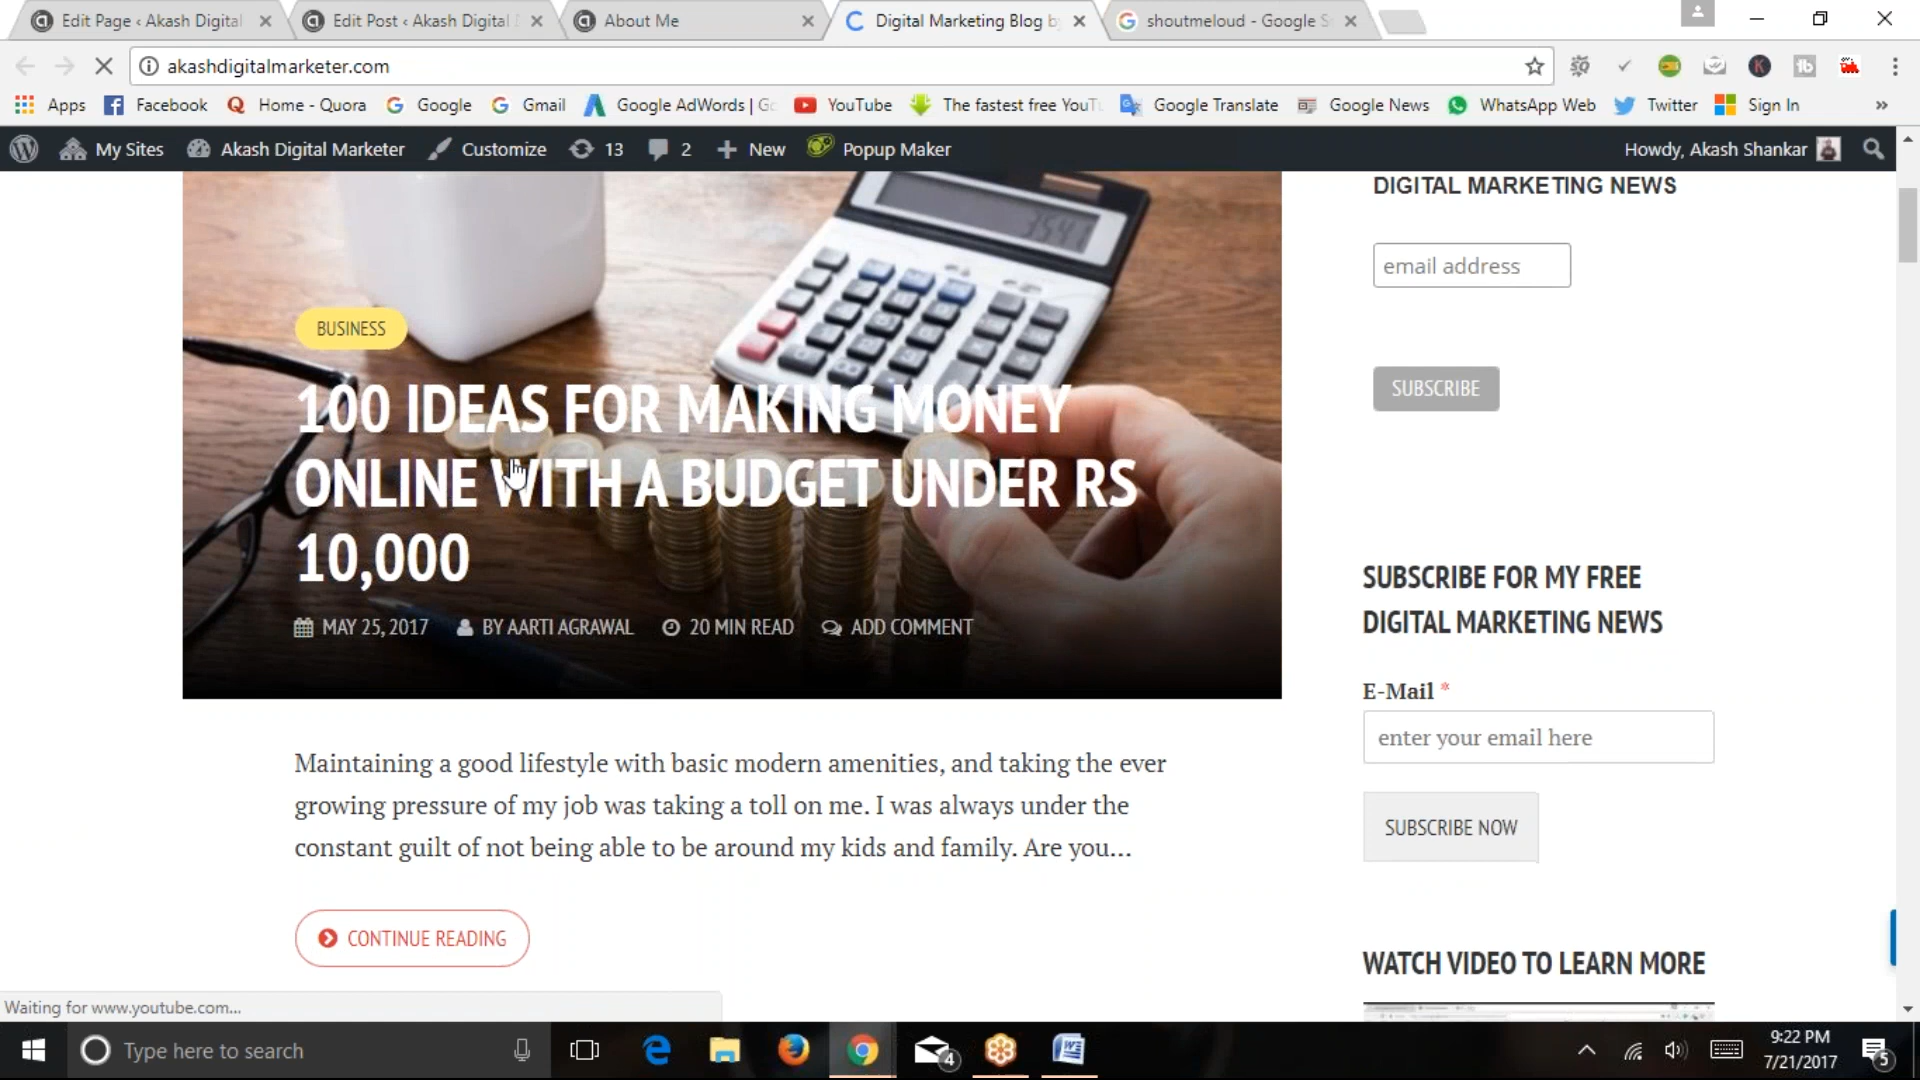 Edit Page ‹ Akash Digital
Edit Post ‹ Akash Digital
About Me
Digital Marketing Blog b
shoutmeloud - Google S
akashdigitalmarketer.com
Apps
Facebook
Home - Quora
Google
Gmail
Google AdWords | G
YouTube
The fastest free YouT
Google Translate
Google News
WhatsApp Web
Twitter
Sign In
»
My Sites
Akash Digital Marketer
Customize
13
2
New
Popup Maker
Howdy, Akash Shankar
BUSINESS
100 IDEAS FOR MAKING MONEY
ONLINE WITH A BUDGET UNDER RS
10,000
MAY 25, 2017
BY AARTI AGRAWAL
20 MIN READ
ADD COMMENT
Maintaining a good lifestyle with basic modern amenities, and taking the ever
growing pressure of my job was taking a toll on me. I was always under the
constant guilt of not being able to be around my kids and family. Are you…
CONTINUE READING
DIGITAL MARKETING NEWS
email address
SUBSCRIBE
SUBSCRIBE FOR MY FREE
DIGITAL MARKETING NEWS
E-Mail *
enter your email here
SUBSCRIBE NOW
WATCH VIDEO TO LEARN MORE
Waiting for www.youtube.com...
Type here to search
4
9:22 PM
7/21/2017
5